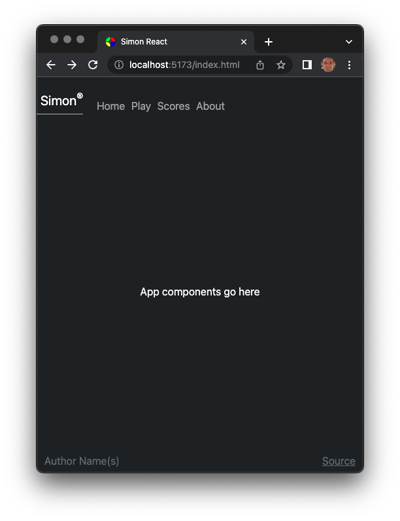 Simon React
localhost:5173/index.html
Simon®
Home Play Scores About
App components go here
Author Name(s) Source